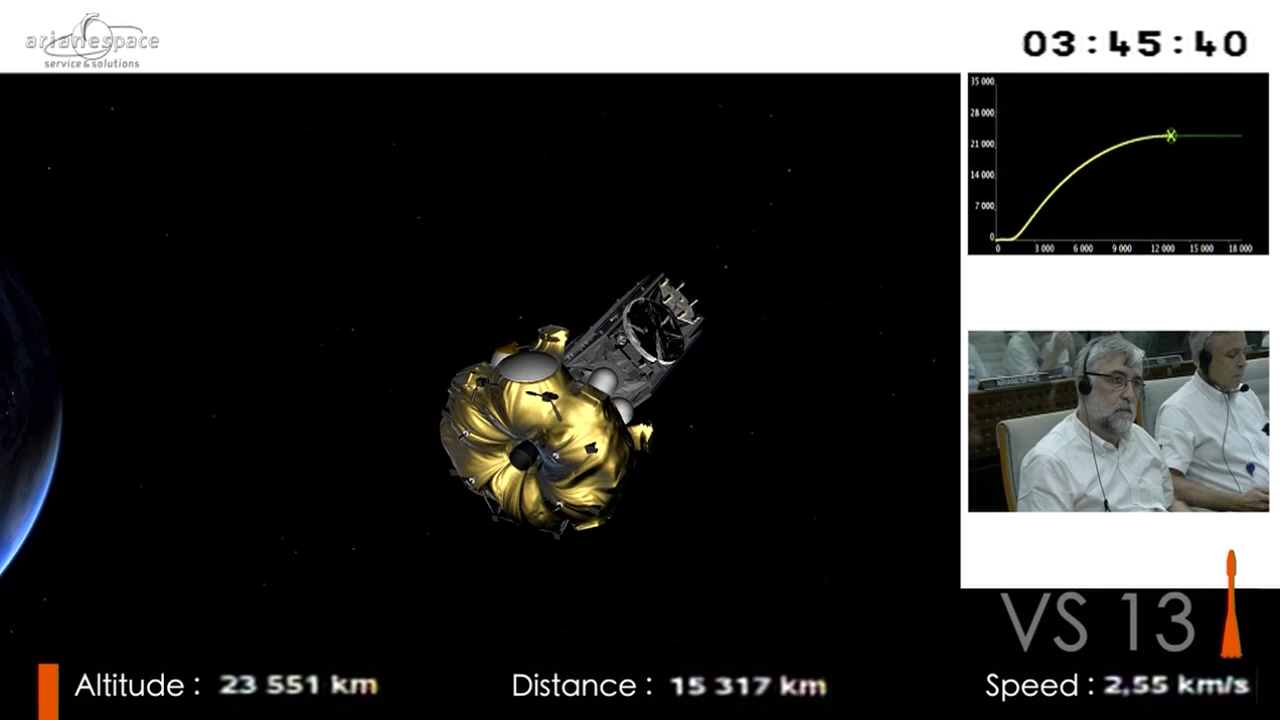 arianespace
service & solutions
03:45:40
35 000
28 000
21 000
14 000
7 000
0
0 3 000 6 000 9 000 12 000 15 000 18 000
ARIANESPACE
VS 13
Altitude : 23 551 km
Distance : 15 317 km
Speed : 2,55 km/s